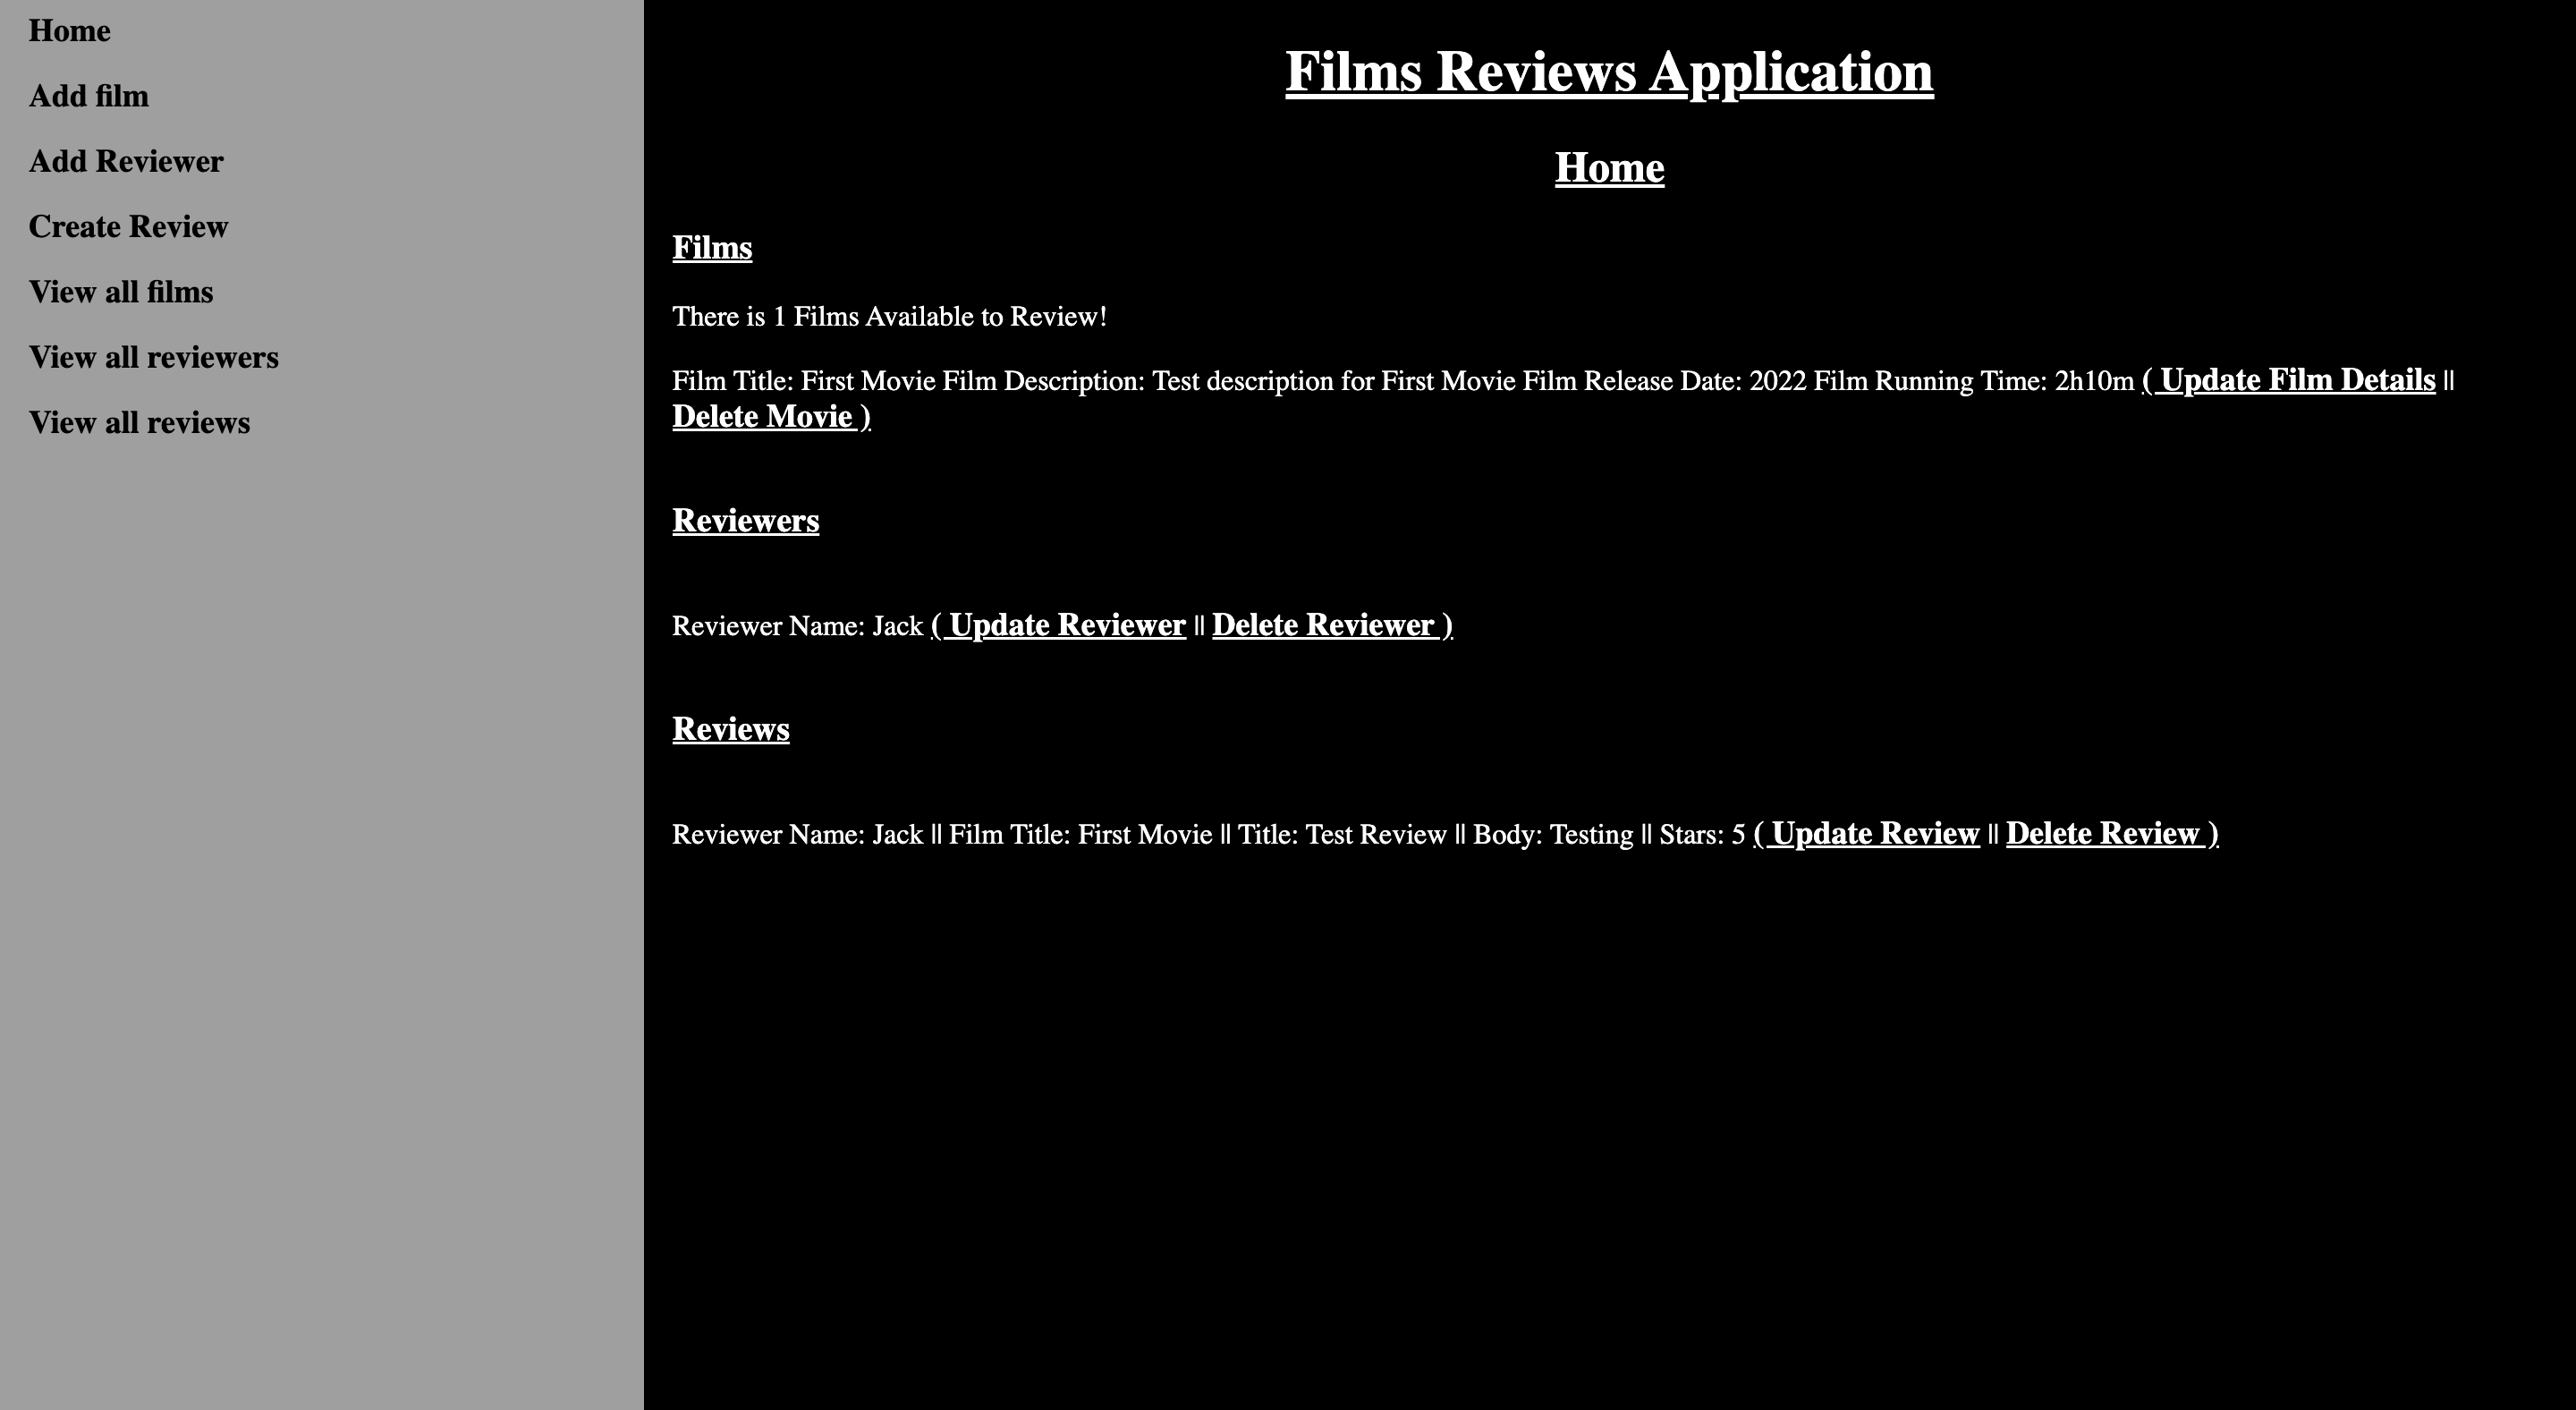 Home
Add film
Add Reviewer
Create Review
View all films
View all reviewers
View all reviews
Films Reviews Application
Home
Films
There is 1 Films Available to Review!
Film Title: First Movie Film Description: Test description for First Movie Film Release Date: 2022 Film Running Time: 2h10m ( Update Film Details ||
Delete Movie )
Reviewers
Reviewer Name: Jack ( Update Reviewer || Delete Reviewer )
Reviews
Reviewer Name: Jack || Film Title: First Movie || Title: Test Review || Body: Testing || Stars: 5 ( Update Review || Delete Review )